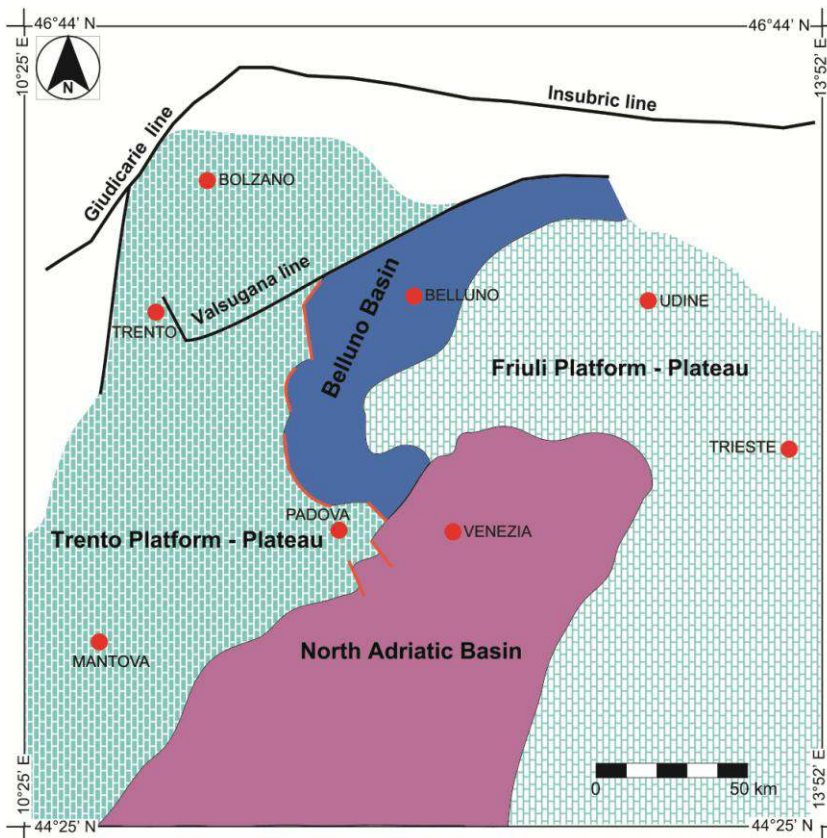 46°44' N
46°44' N
10°25' E
13°52' E
N
Insubric line
Giudicarie line
BOLZANO
Valsugana line
TRENTO
Belluno Basin
BELLUNO
UDINE
Friuli Platform - Plateau
TRIESTE
PADOVA
VENEZIA
Trento Platform - Plateau
MANTOVA
North Adriatic Basin
0
50 km
10°25' E
13°52' E
44°25' N
44°25' N